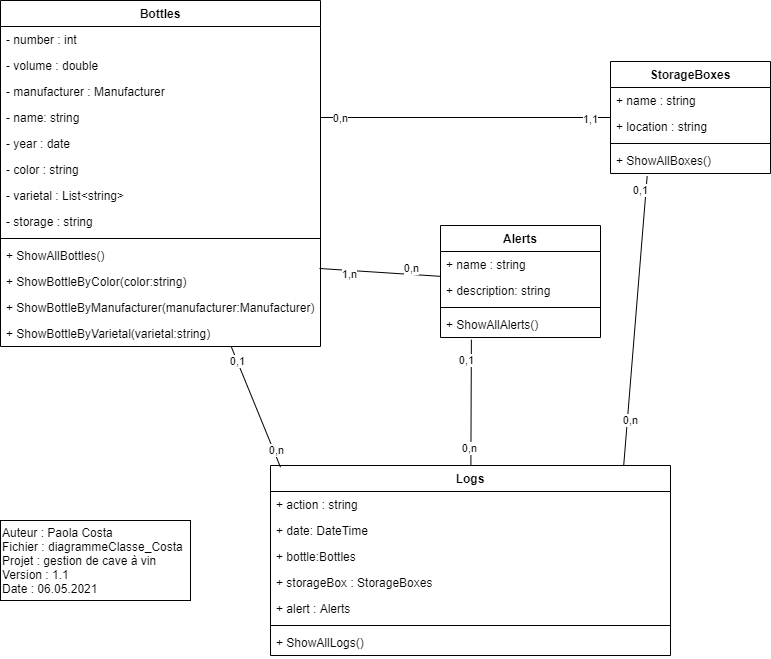 Bottles
- number : int
- volume : double
- manufacturer : Manufacturer
- name: string
- year : date
- color : string
- varietal : List<string>
- storage : string
+ ShowAllBottles()
+ ShowBottleByColor(color:string)
+ ShowBottleByManufacturer(manufacturer:Manufacturer)
+ ShowBottleByVarietal(varietal:string)
0,n
1,1
StorageBoxes
+ name : string
+ location : string
+ ShowAllBoxes()
0,1
1,n
0,n
Alerts
+ name : string
+ description: string
+ ShowAllAlerts()
0,1
0,1
0,n
0,n
0,n
Logs
+ action : string
+ date: DateTime
+ bottle:Bottles
+ storageBox : StorageBoxes
+ alert : Alerts
+ ShowAllLogs()
Auteur : Paola Costa
Fichier : diagrammeClasse_Costa
Projet : gestion de cave à vin
Version : 1.1
Date : 06.05.2021